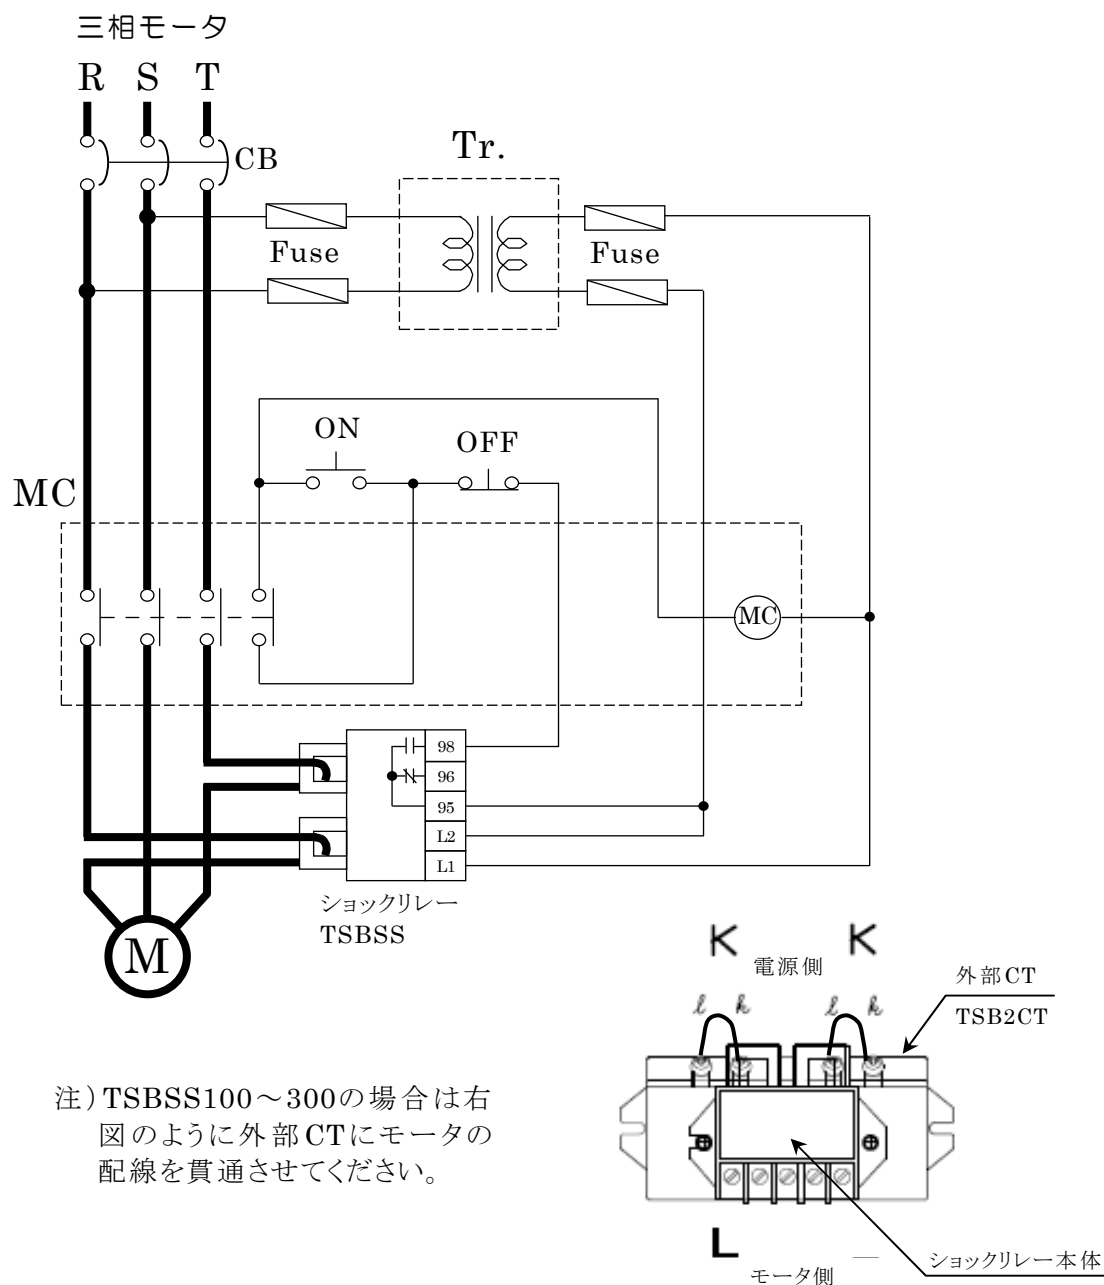 三相モータ
R S T
CB
Tr.
Fuse
Fuse
ON
OFF
MC
MC
98
96
95
L2
L1
ショックリレー
TSBSS
M
K 電源側 K
ℓ k ℓ k
外部CT
TSB2CT
注)TSBSS100～300の場合は右
図のように外部CTにモータの
配線を貫通させてください。
L
モータ側
ショックリレー本体